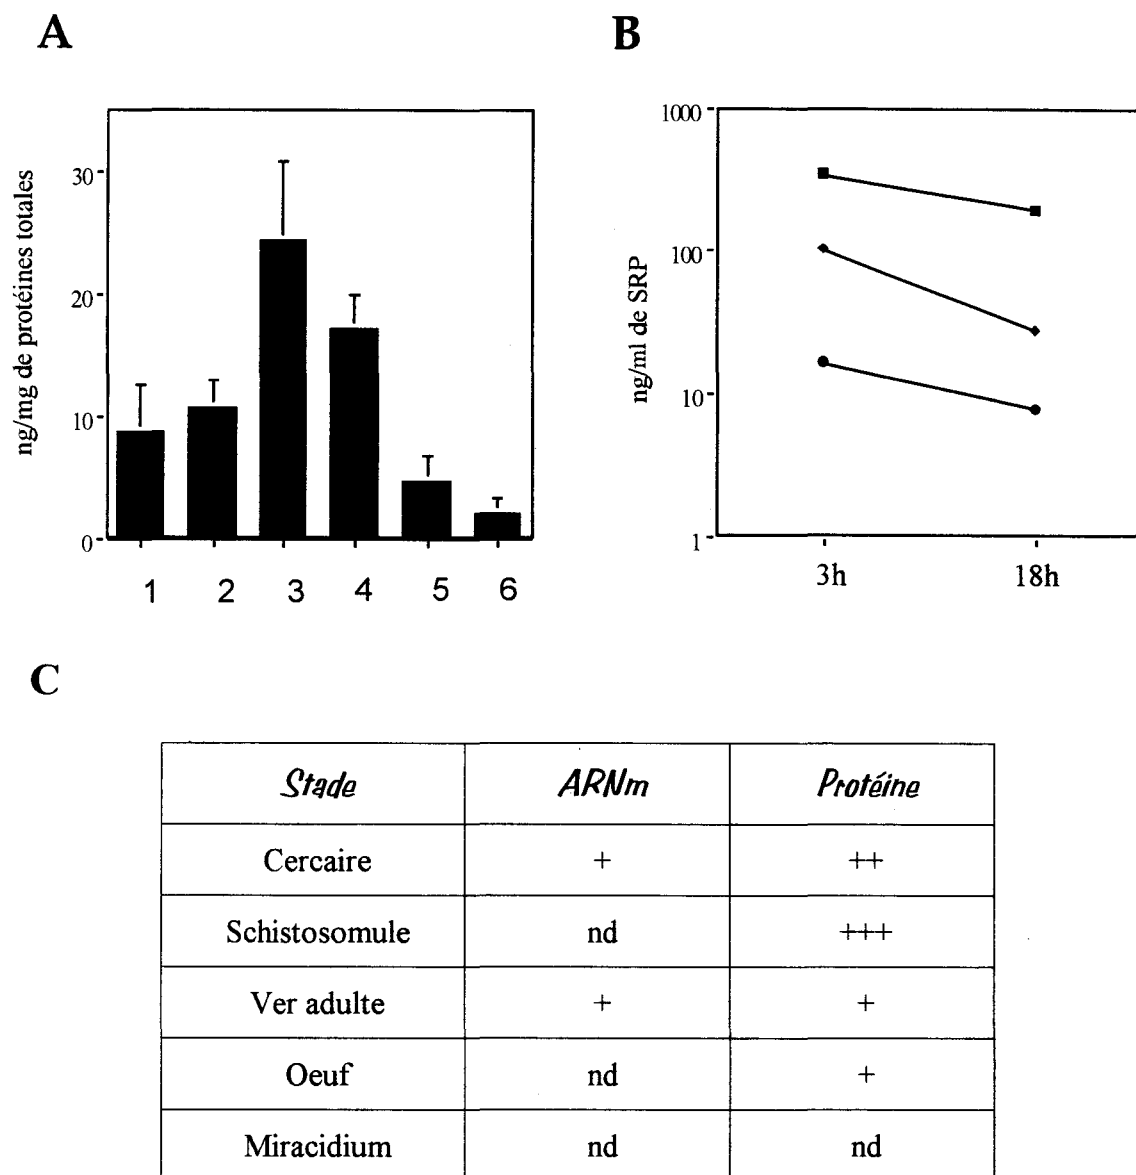 A
ng/mg de protéines totales
30
20
10
0
1 2 3 4 5 6
B
ng/ml de SRP
1000
100
10
1
3h 18h
C
Stade ARNm Protéine
Cercaire + ++
Schistosomule nd +++
Ver adulte + +
Oeuf nd +
Miracidium nd nd